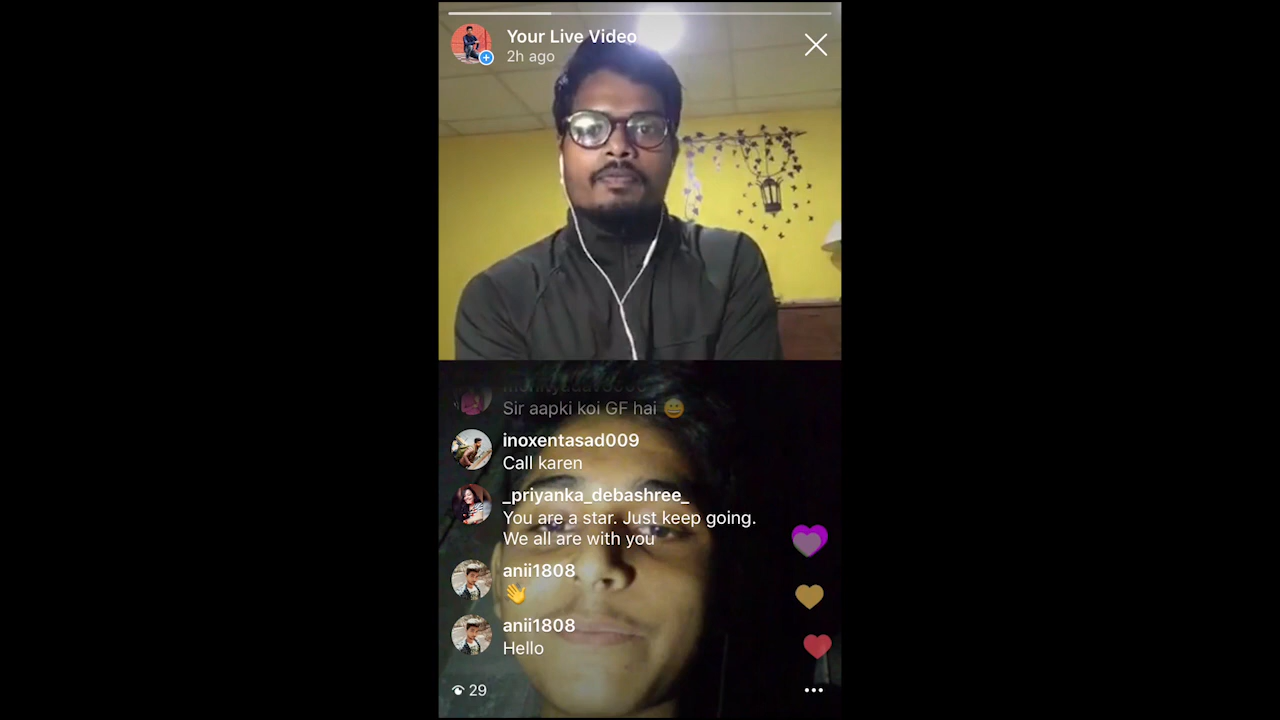 Your Live Video
2h ago
Sir aapki koi GF hai 😀
inoxentasad009
Call karen
_priyanka_debashree_
You are a star. Just keep going.
We all are with you
anii1808
👋
anii1808
Hello
29